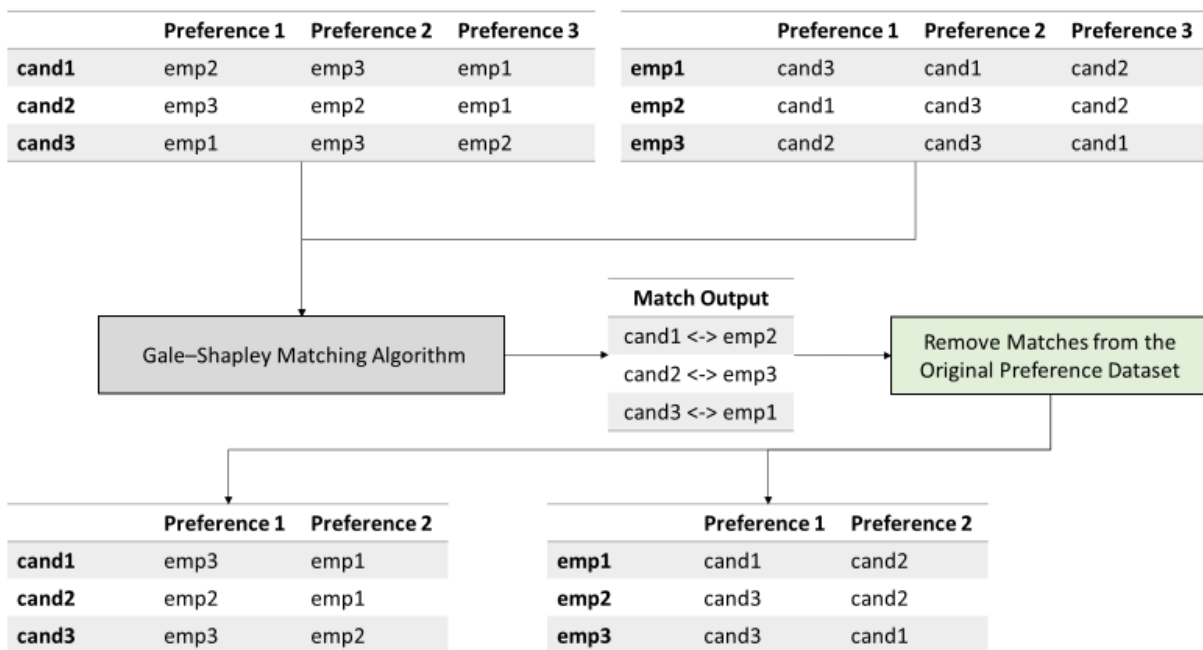 Preference 1 Preference 2 Preference 3
cand1 emp2 emp3 emp1
cand2 emp3 emp2 emp1
cand3 emp1 emp3 emp2
Preference 1 Preference 2 Preference 3
emp1 cand3 cand1 cand2
emp2 cand1 cand3 cand2
emp3 cand2 cand3 cand1
Gale–Shapley Matching Algorithm
Match Output
cand1 <-> emp2
cand2 <-> emp3
cand3 <-> emp1
Remove Matches from the
Original Preference Dataset
Preference 1 Preference 2
cand1 emp3 emp1
cand2 emp2 emp1
cand3 emp3 emp2
Preference 1 Preference 2
emp1 cand1 cand2
emp2 cand3 cand2
emp3 cand3 cand1